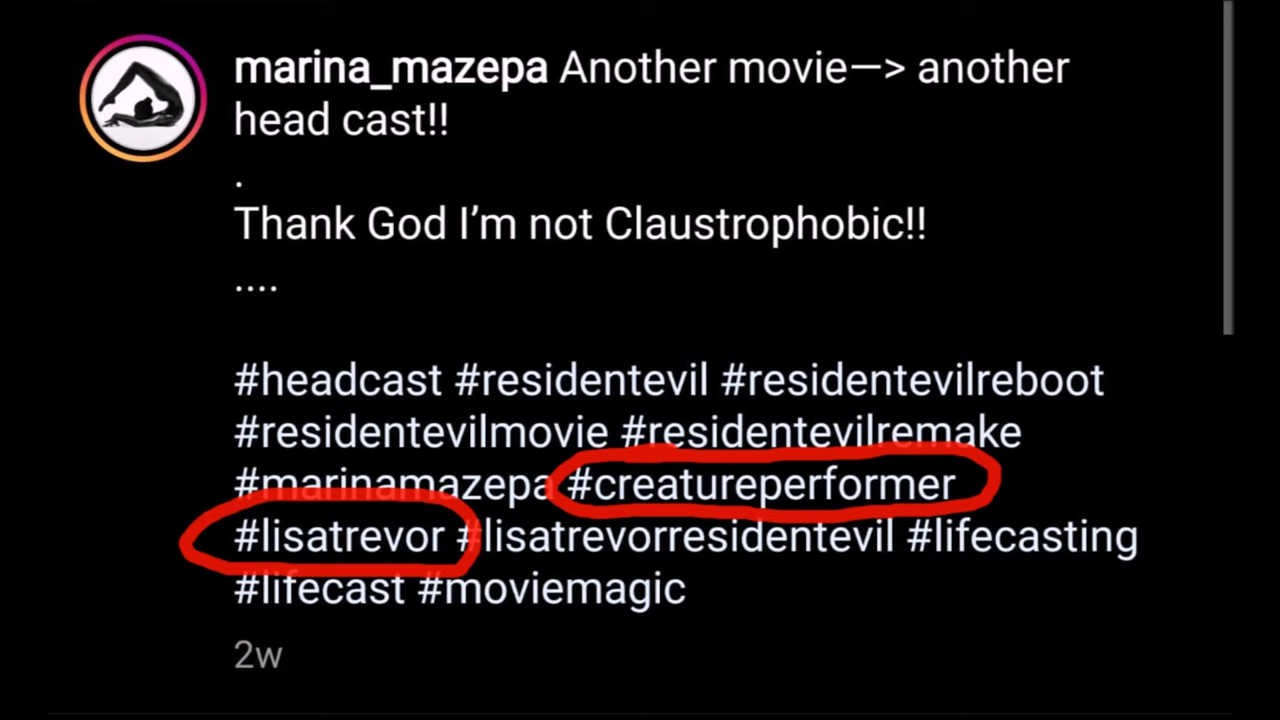 marina_mazepa Another movie—> another
head cast!!
.
Thank God I’m not Claustrophobic!!
....
#headcast #residentevil #residentevilreboot
#residentevilmovie #residentevilremake
#marinamazepa #creatureperformer
#lisatrevor #lisatrevorresidentevil #lifecasting
#lifecast #moviemagic
2w